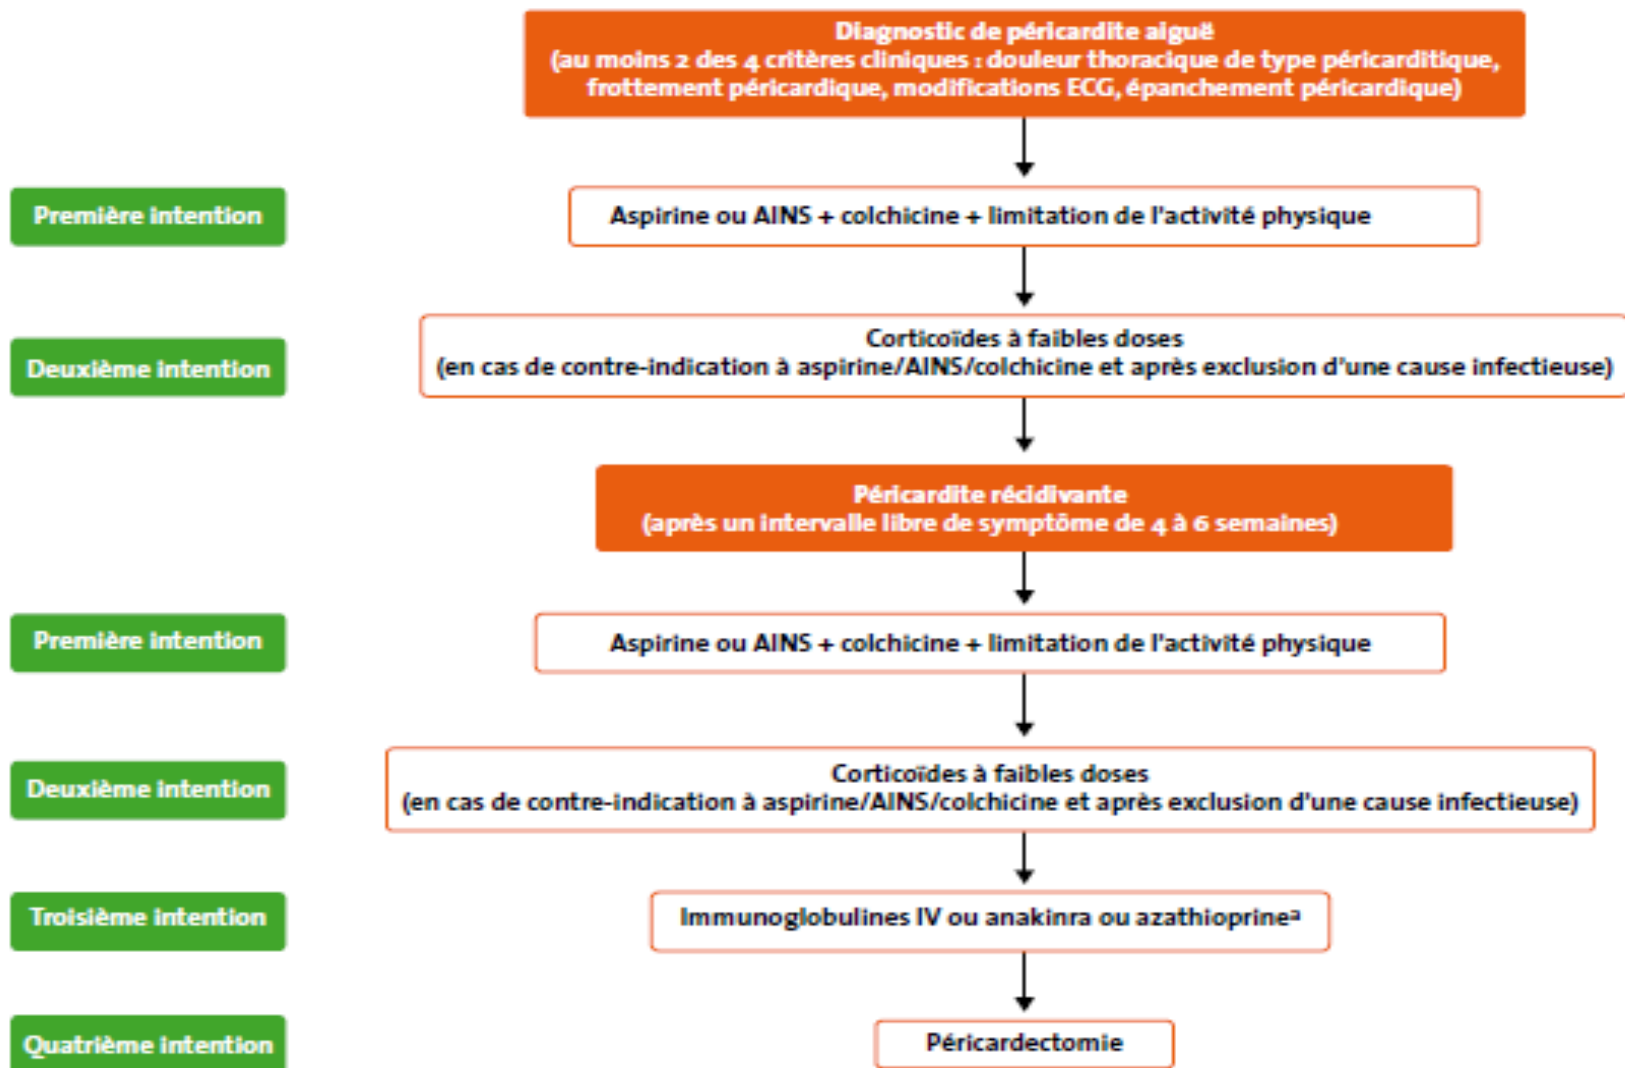 Diagnostic de péricardite aiguë
(au moins 2 des 4 critères cliniques : douleur thoracique de type péricarditique,
frottement péricardique, modifications ECG, épanchement péricardique)
Première intention
Aspirine ou AINS + colchicine + limitation de l'activité physique
Deuxième intention
Corticoïdes à faibles doses
(en cas de contre-indication à aspirine/AINS/colchicine et après exclusion d'une cause infectieuse)
Péricardite récidivante
(après un intervalle libre de symptôme de 4 à 6 semaines)
Première intention
Aspirine ou AINS + colchicine + limitation de l'activité physique
Deuxième intention
Corticoïdes à faibles doses
(en cas de contre-indication à aspirine/AINS/colchicine et après exclusion d'une cause infectieuse)
Troisième intention
Immunoglobulines IV ou anakinra ou azathioprineᵃ
Quatrième intention
Péricardectomie